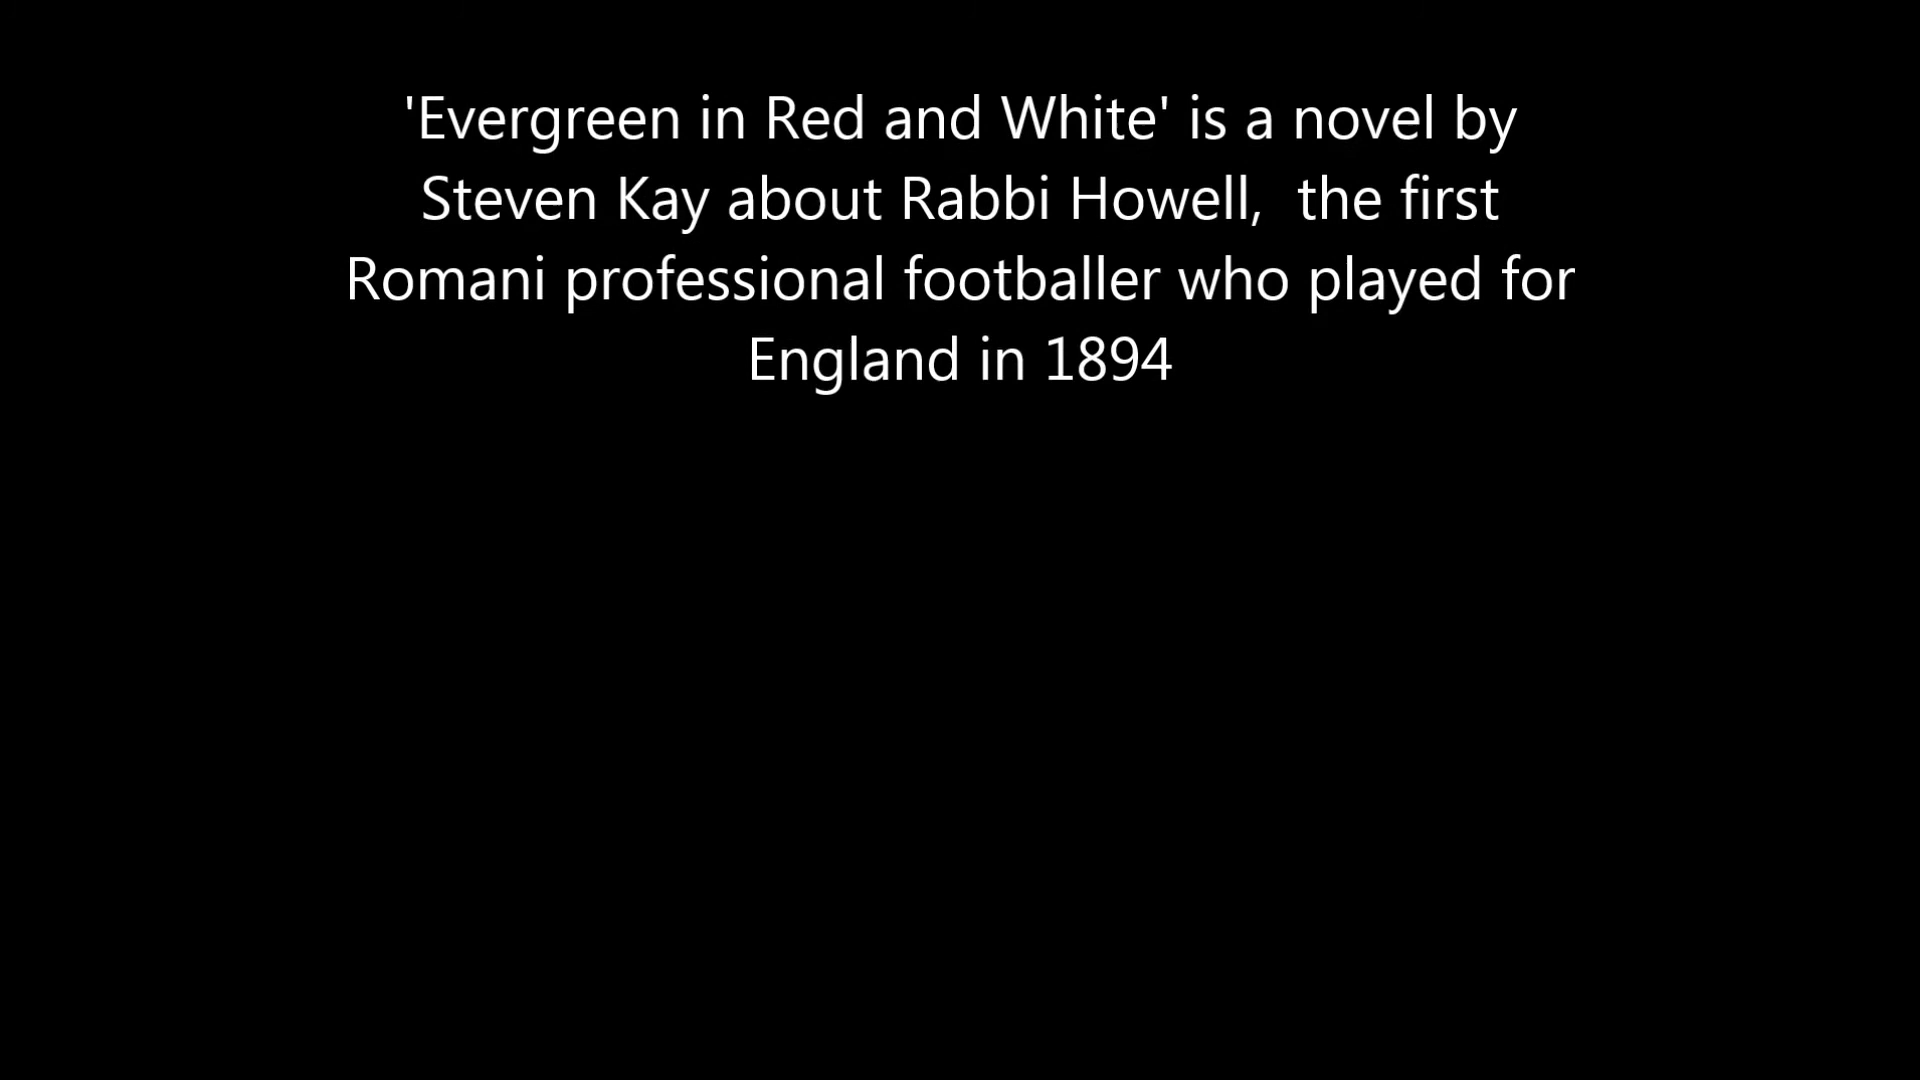 'Evergreen in Red and White' is a novel by
Steven Kay about Rabbi Howell,  the first
Romani professional footballer who played for
England in 1894